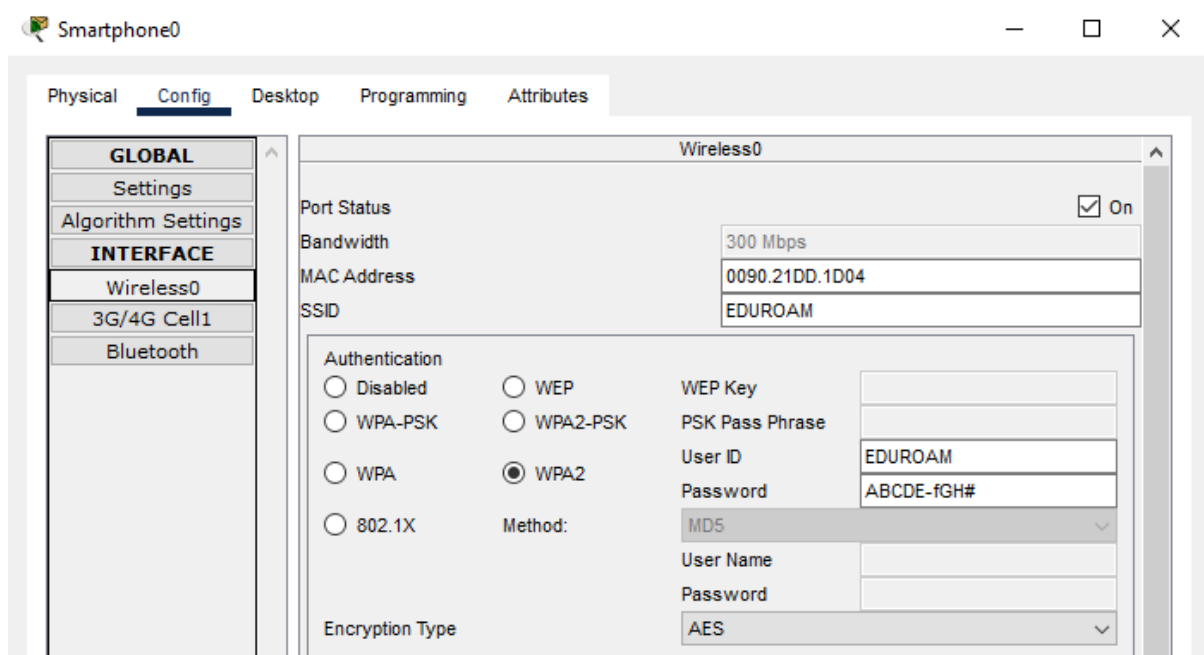 Smartphone0
Physical Config Desktop Programming Attributes
GLOBAL
Settings
Algorithm Settings
INTERFACE
Wireless0
3G/4G Cell1
Bluetooth
Wireless0
Port Status On
Bandwidth 300 Mbps
MAC Address 0090.21DD.1D04
SSID EDUROAM
Authentication
Disabled WEP WEP Key
WPA-PSK WPA2-PSK PSK Pass Phrase
User ID EDUROAM
WPA WPA2
Password ABCDE-fGH#
802.1X Method: MD5
User Name
Password
Encryption Type AES